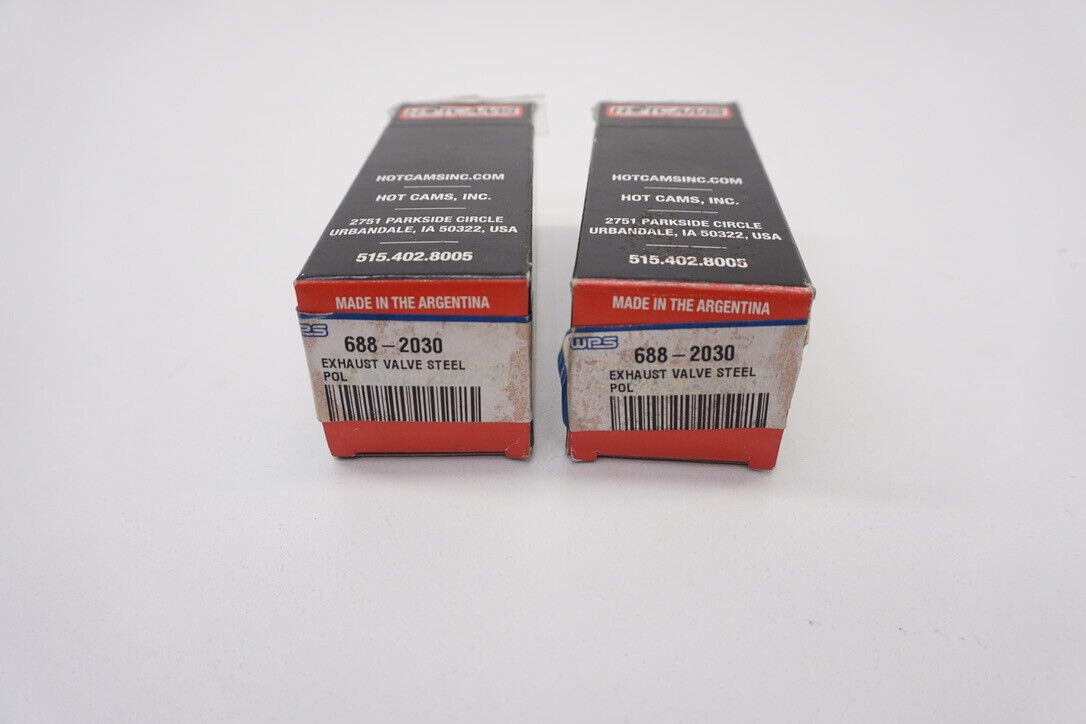 HOTCAMS
HOTCAMSINC.COM
HOT CAMS, INC.
2751 PARKSIDE CIRCLE
URBANDALE, IA 50322, USA
515.402.8005
MADE IN THE ARGENTINA
WPS
688-2030
EXHAUST VALVE STEEL
POL
HOTCAMS
HOTCAMSINC.COM
HOT CAMS, INC.
2751 PARKSIDE CIRCLE
URBANDALE, IA 50322, USA
515.402.8005
MADE IN THE ARGENTINA
WPS
688-2030
EXHAUST VALVE STEEL
POL